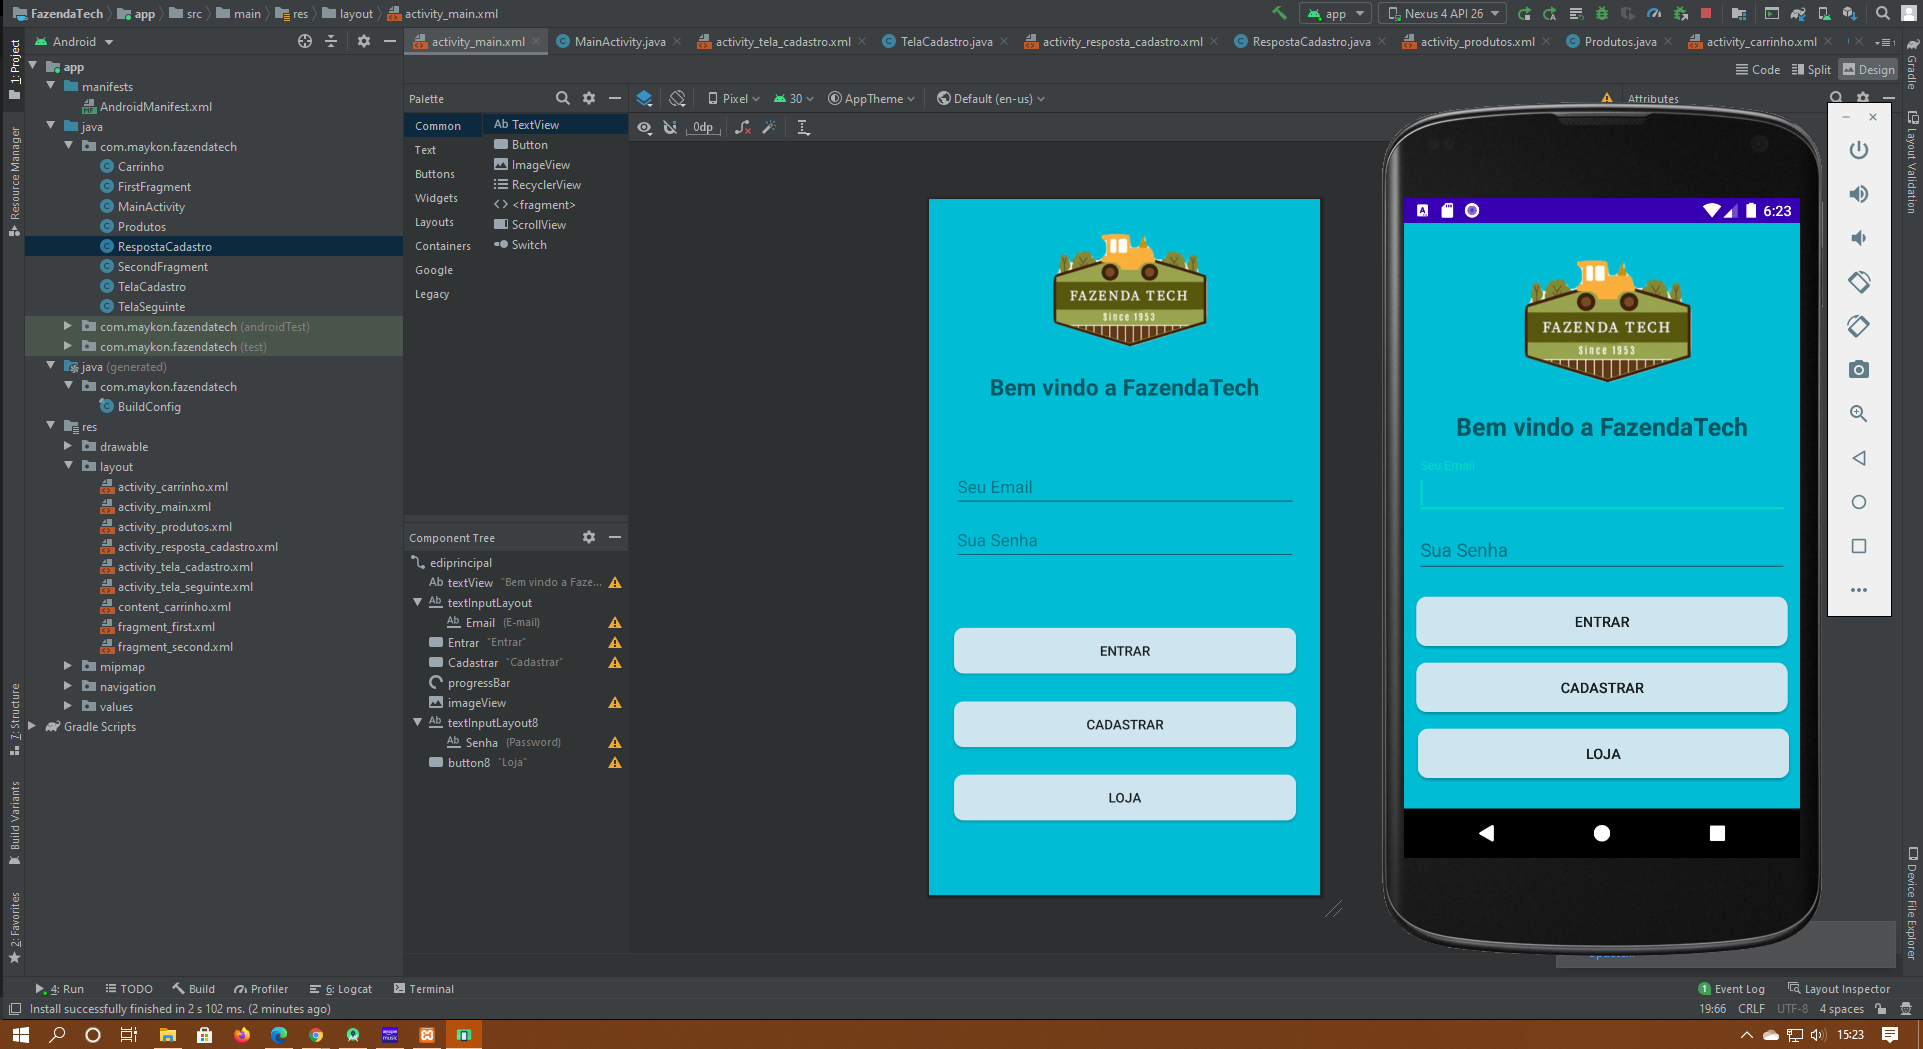 FazendaTech app src main res layout activity_main.xml
app Nexus 4 API 26
Android
activity_main.xml MainActivity.java activity_tela_cadastro.xml TelaCadastro.java activity_resposta_cadastro.xml RespostaCadastro.java activity_produtos.xml Produtos.java activity_carrinho.xml
Code Split Design
1: Project
Resource Manager
7: Structure
Build Variants
2: Favorites
app
manifests
AndroidManifest.xml
java
com.maykon.fazendatech
Carrinho
FirstFragment
MainActivity
Produtos
RespostaCadastro
SecondFragment
TelaCadastro
TelaSeguinte
com.maykon.fazendatech (androidTest)
com.maykon.fazendatech (test)
java (generated)
com.maykon.fazendatech
BuildConfig
res
drawable
layout
activity_carrinho.xml
activity_main.xml
activity_produtos.xml
activity_resposta_cadastro.xml
activity_tela_cadastro.xml
activity_tela_seguinte.xml
content_carrinho.xml
fragment_first.xml
fragment_second.xml
mipmap
navigation
values
Gradle Scripts
Palette
Common
Text
Buttons
Widgets
Layouts
Containers
Google
Legacy
Ab TextView
Button
ImageView
RecyclerView
<fragment>
ScrollView
Switch
Component Tree
ediprincipal
Ab textView "Bem vindo a Faze...
Ab textInputLayout
Ab Email (E-mail)
Entrar "Entrar"
Cadastrar "Cadastrar"
progressBar
imageView
Ab textInputLayout8
Ab Senha (Password)
button8 "Loja"
Pixel 30 AppTheme Default (en-us)
0dp
Attributes
FAZENDA TECH
Since 1953
Bem vindo a FazendaTech
Seu Email
Sua Senha
ENTRAR
CADASTRAR
LOJA
A 6:23
FAZENDA TECH
Since 1953
Bem vindo a FazendaTech
Seu Email
Sua Senha
ENTRAR
CADASTRAR
LOJA
Gradle
Layout Validation
Device File Explorer
4: Run TODO Build Profiler 6: Logcat Terminal
1 Event Log Layout Inspector
Install successfully finished in 2 s 102 ms. (2 minutes ago)
19:66 CRLF UTF-8 4 spaces
amazon music
15:23